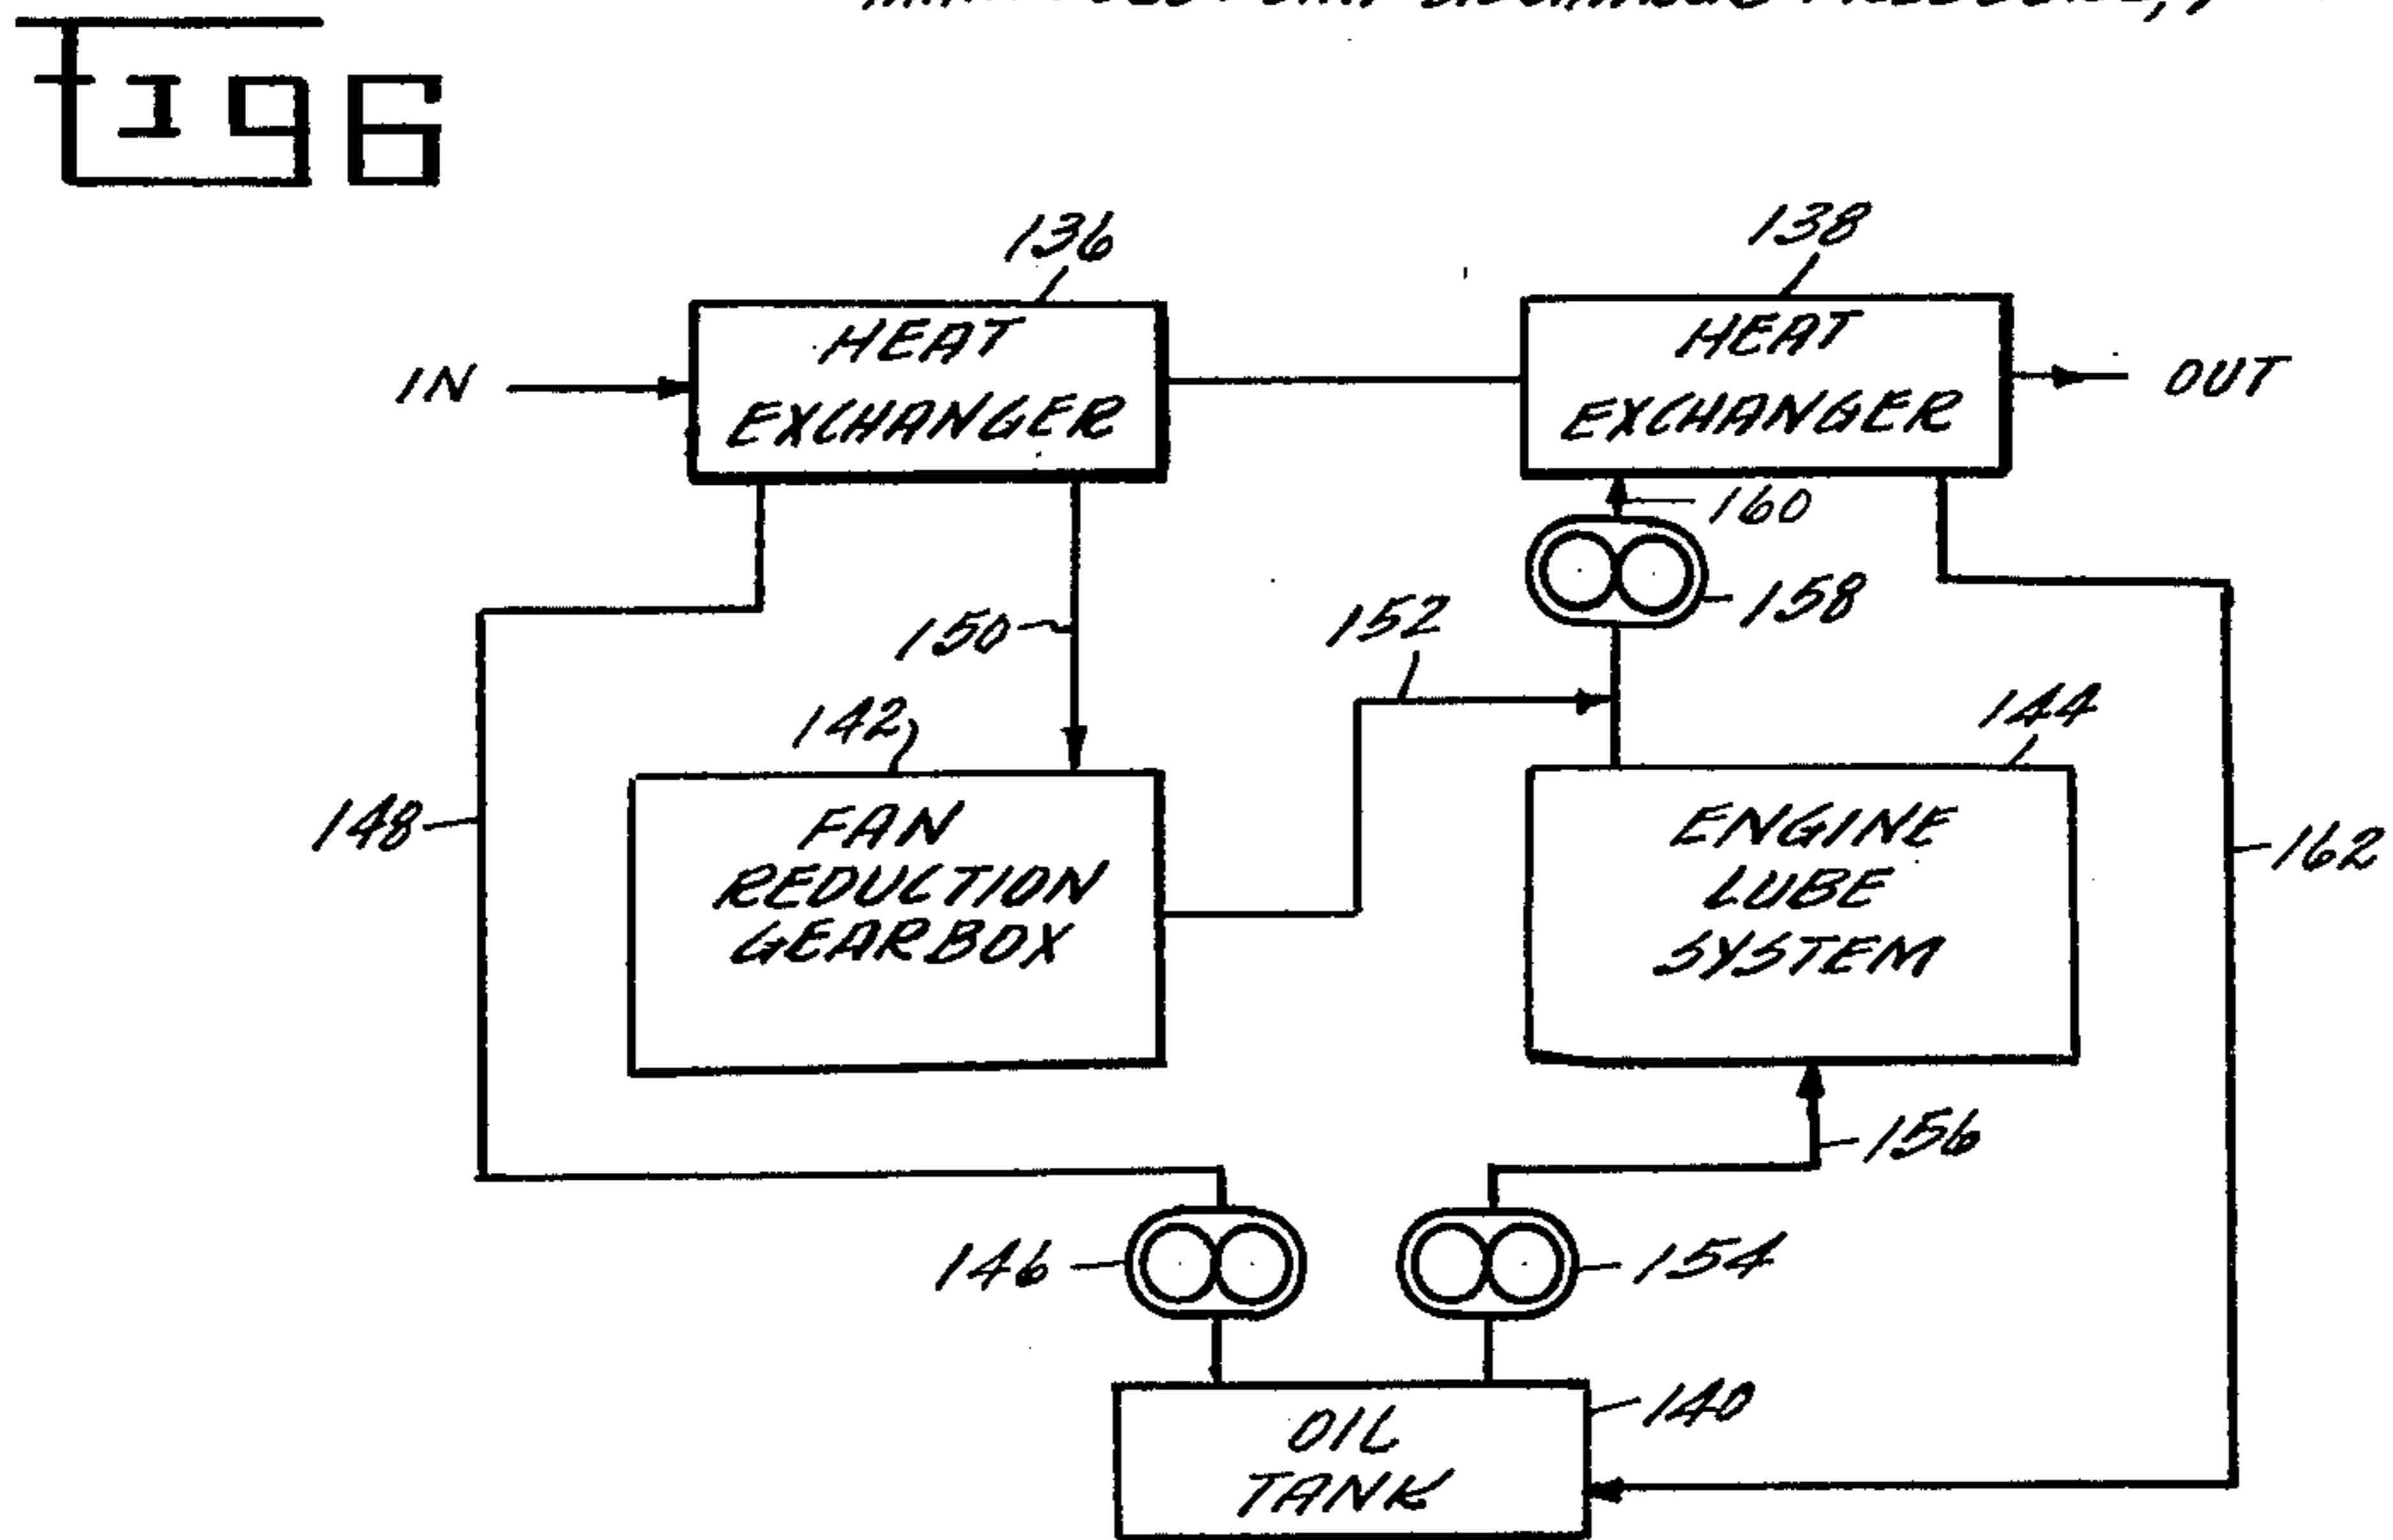 Fig 6
136
138
HEAT
EXCHANGER
HEAT
EXCHANGER
IN
OUT
160
158
150
152
142
144
148
FAN
REDUCTION
GEARBOX
ENGINE
LUBE
SYSTEM
162
156
146
154
140
OIL
TANK